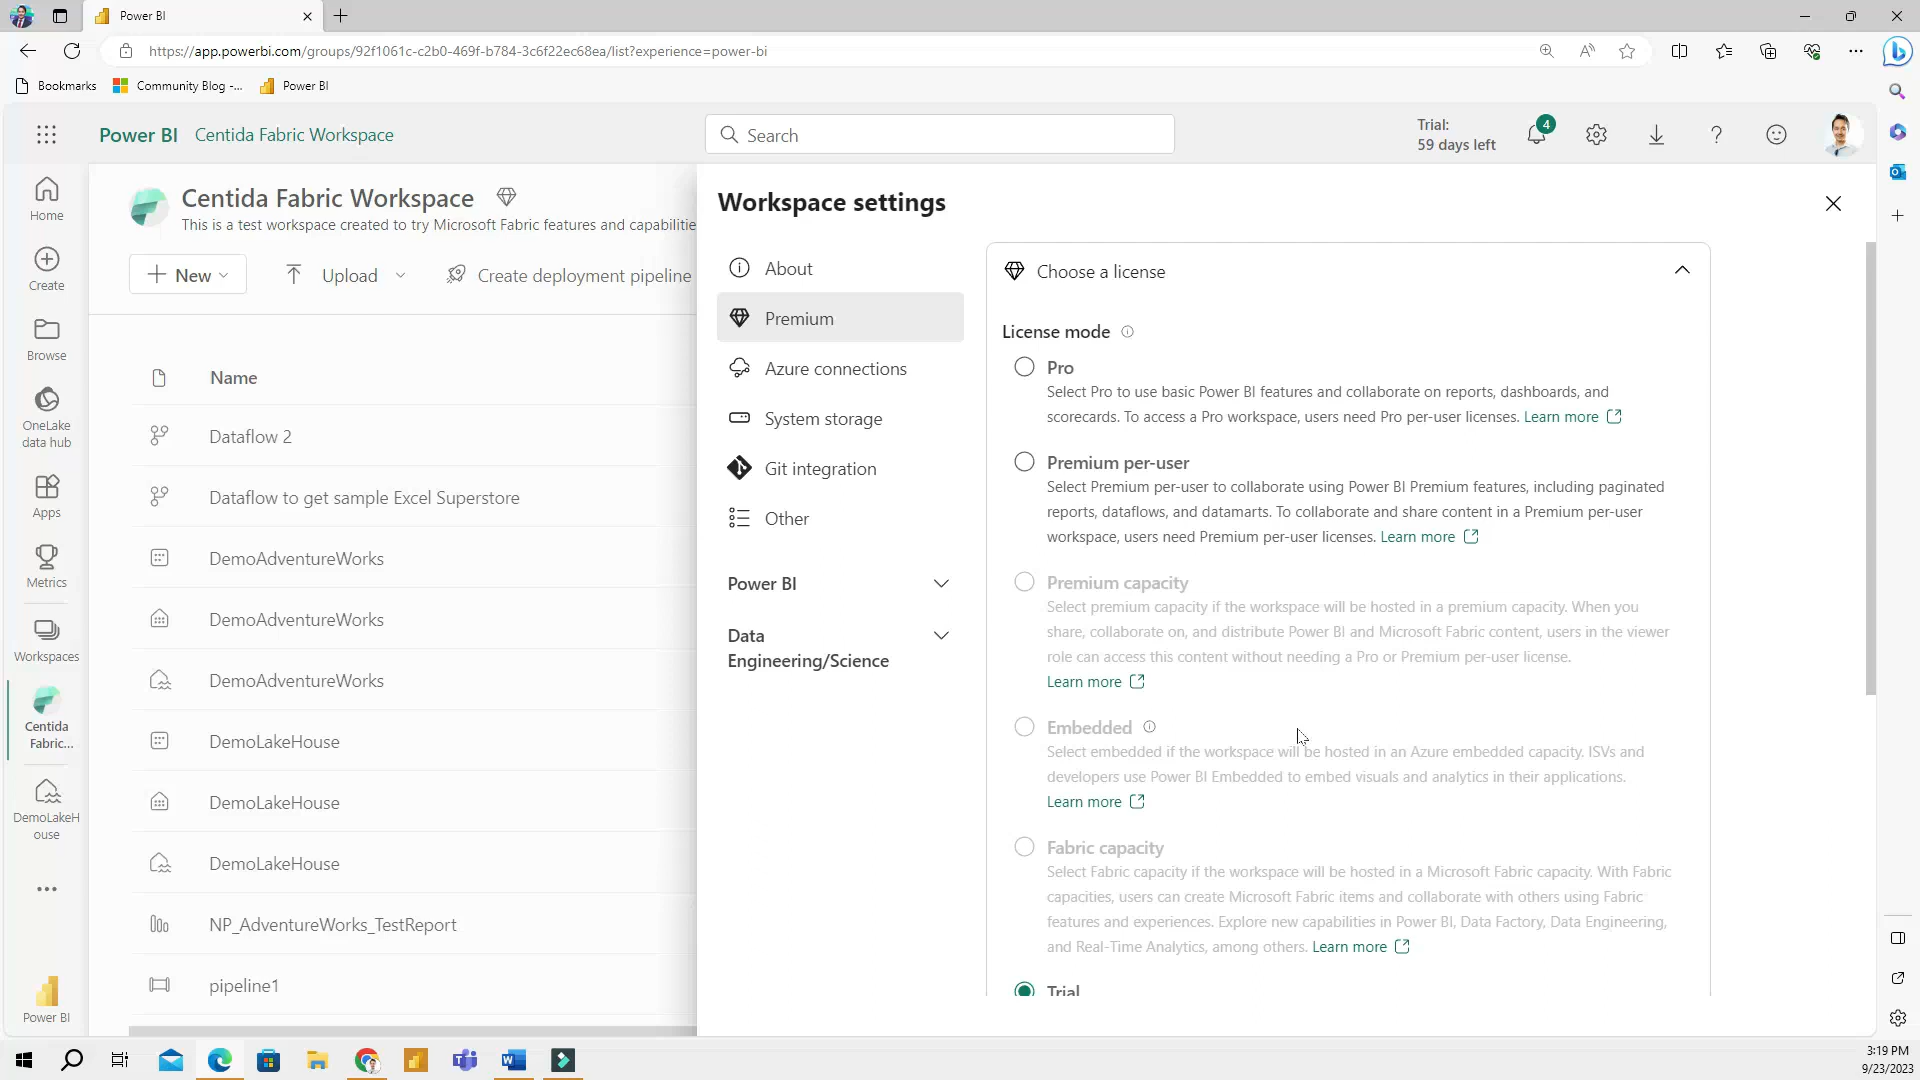 Power BI
https://app.powerbi.com/groups/92f1061c-c2b0-469f-b784-3c6f22ec68ea/list?experience=power-bi
Bookmarks
Community Blog -...
Power BI
Power BI
Centida Fabric Workspace
Search
Trial:
59 days left
4
Home
Create
Browse
OneLake
data hub
Apps
Metrics
Workspaces
Centida
Fabric...
DemoLakeH
ouse
Power BI
Centida Fabric Workspace
This is a test workspace created to try Microsoft Fabric features and capabilities
New
Upload
Create deployment pipeline
Name
Dataflow 2
Dataflow to get sample Excel Superstore
DemoAdventureWorks
DemoAdventureWorks
DemoAdventureWorks
DemoLakeHouse
DemoLakeHouse
DemoLakeHouse
NP_AdventureWorks_TestReport
pipeline1
Workspace settings
About
Premium
Azure connections
System storage
Git integration
Other
Power BI
Data
Engineering/Science
Choose a license
License mode
Pro
Select Pro to use basic Power BI features and collaborate on reports, dashboards, and
scorecards. To access a Pro workspace, users need Pro per-user licenses. Learn more
Premium per-user
Select Premium per-user to collaborate using Power BI Premium features, including paginated
reports, dataflows, and datamarts. To collaborate and share content in a Premium per-user
workspace, users need Premium per-user licenses. Learn more
Premium capacity
Select premium capacity if the workspace will be hosted in a premium capacity. When you
share, collaborate on, and distribute Power BI and Microsoft Fabric content, users in the viewer
role can access this content without needing a Pro or Premium per-user license.
Learn more
Embedded
Select embedded if the workspace will be hosted in an Azure embedded capacity. ISVs and
developers use Power BI Embedded to embed visuals and analytics in their applications.
Learn more
Fabric capacity
Select Fabric capacity if the workspace will be hosted in a Microsoft Fabric capacity. With Fabric
capacities, users can create Microsoft Fabric items and collaborate with others using Fabric
features and experiences. Explore new capabilities in Power BI, Data Factory, Data Engineering,
and Real-Time Analytics, among others. Learn more
Trial
3:19 PM
9/23/2023